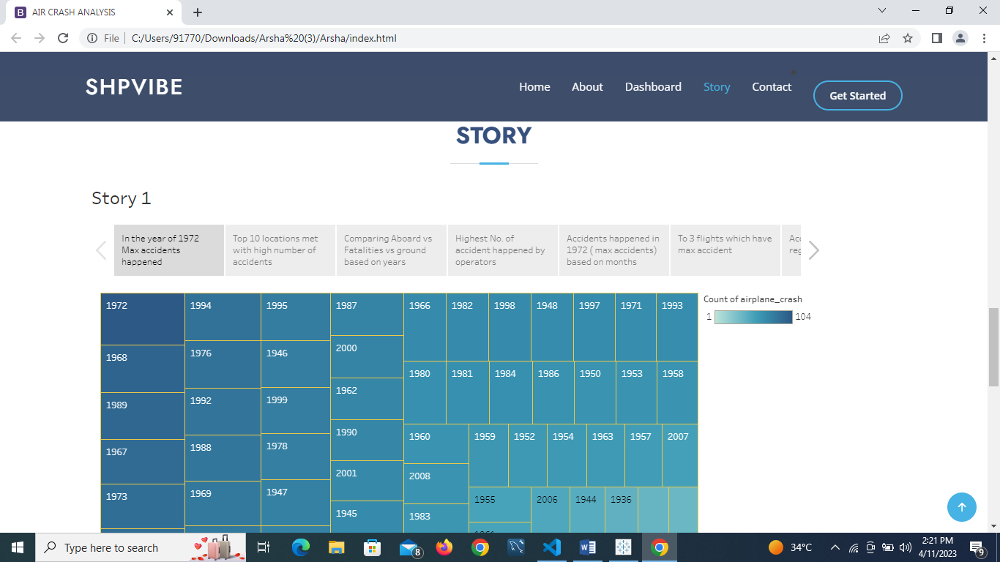 AIR CRASH ANALYSIS
File
C:/Users/91770/Downloads/Arsha%20(3)/Arsha/index.html
SHPVIBE
Home
About
Dashboard
Story
Contact
Get Started
STORY
Story 1
In the year of 1972
Max accidents
happened
Top 10 locations met
with high number of
accidents
Comparing Aboard vs
Fatalities vs ground
based on years
Highest No. of
accident happened by
operators
Accidents happened in
1972 ( max accidents)
based on months
To 3 flights which have
max accident
Count of airplane_crash
1
104
1972
1994
1995
1987
1966
1982
1998
1948
1997
1971
1993
1968
1976
1946
2000
1980
1981
1984
1986
1950
1953
1958
1989
1992
1999
1962
1960
1959
1952
1954
1963
1957
2007
1967
1988
1978
1990
2008
1973
1969
1947
2001
1955
2006
1944
1936
1945
1983
Type here to search
8
34°C
2:21 PM
4/11/2023
9